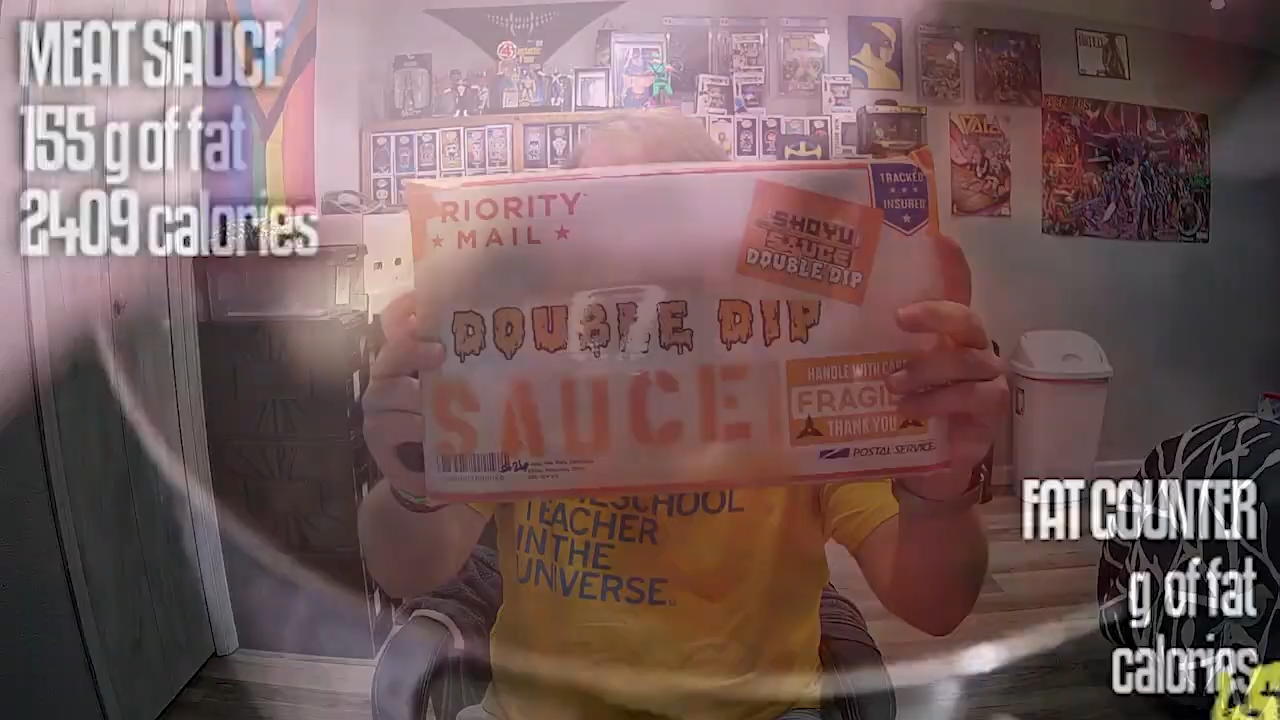 MEAT SAUCE
155 g of fat
2409 calories
RIORITY
★ MAIL ★
TRACKED
INSURED
SHOYU
SAUCE
DOUBLE DIP
DOUBLE DIP
SAUCE
HANDLE WITH CARE
FRAGILE
THANK YOU
POSTAL SERVICE
TEACHER
IN THE
UNIVERSE.
FAT COUNTER
g of fat
calories